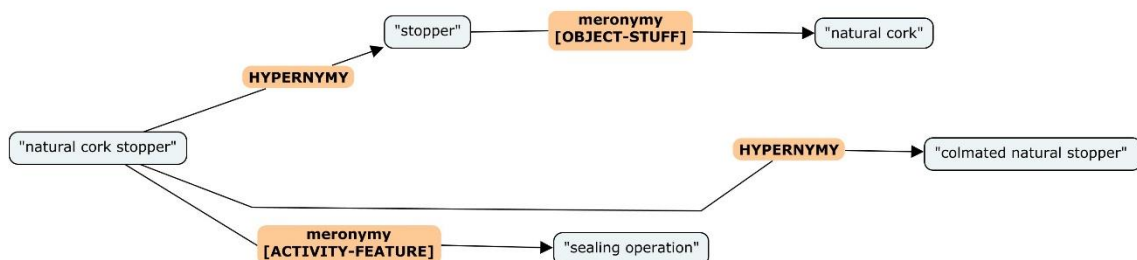 "stopper"
meronymy
[OBJECT-STUFF]
"natural cork"
HYPERNYMY
"natural cork stopper"
HYPERNYMY
"colmated natural stopper"
meronymy
[ACTIVITY-FEATURE]
"sealing operation"